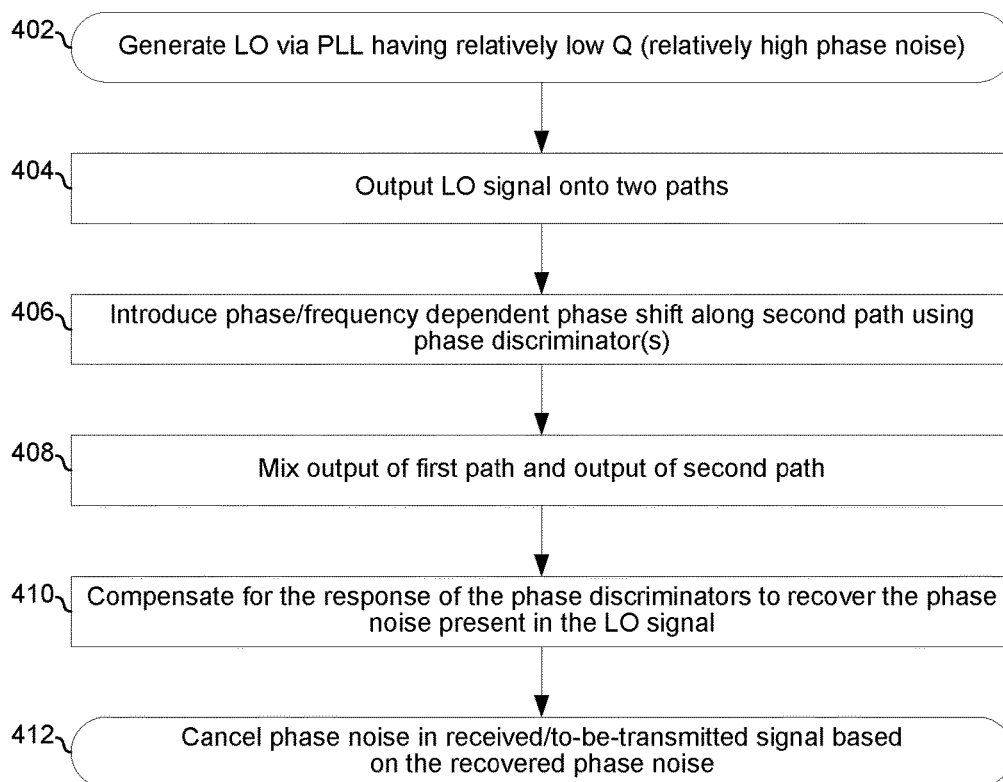 402
Generate LO via PLL having relatively low Q (relatively high phase noise)
404
Output LO signal onto two paths
406
Introduce phase/frequency dependent phase shift along second path using
phase discriminator(s)
408
Mix output of first path and output of second path
410
Compensate for the response of the phase discriminators to recover the phase
noise present in the LO signal
412
Cancel phase noise in received/to-be-transmitted signal based
on the recovered phase noise